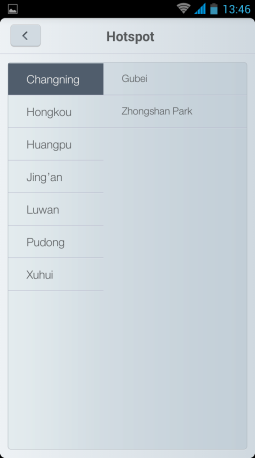 13:46
Hotspot
Changning
Gubei
Hongkou
Zhongshan Park
Huangpu
Jing'an
Luwan
Pudong
Xuhui